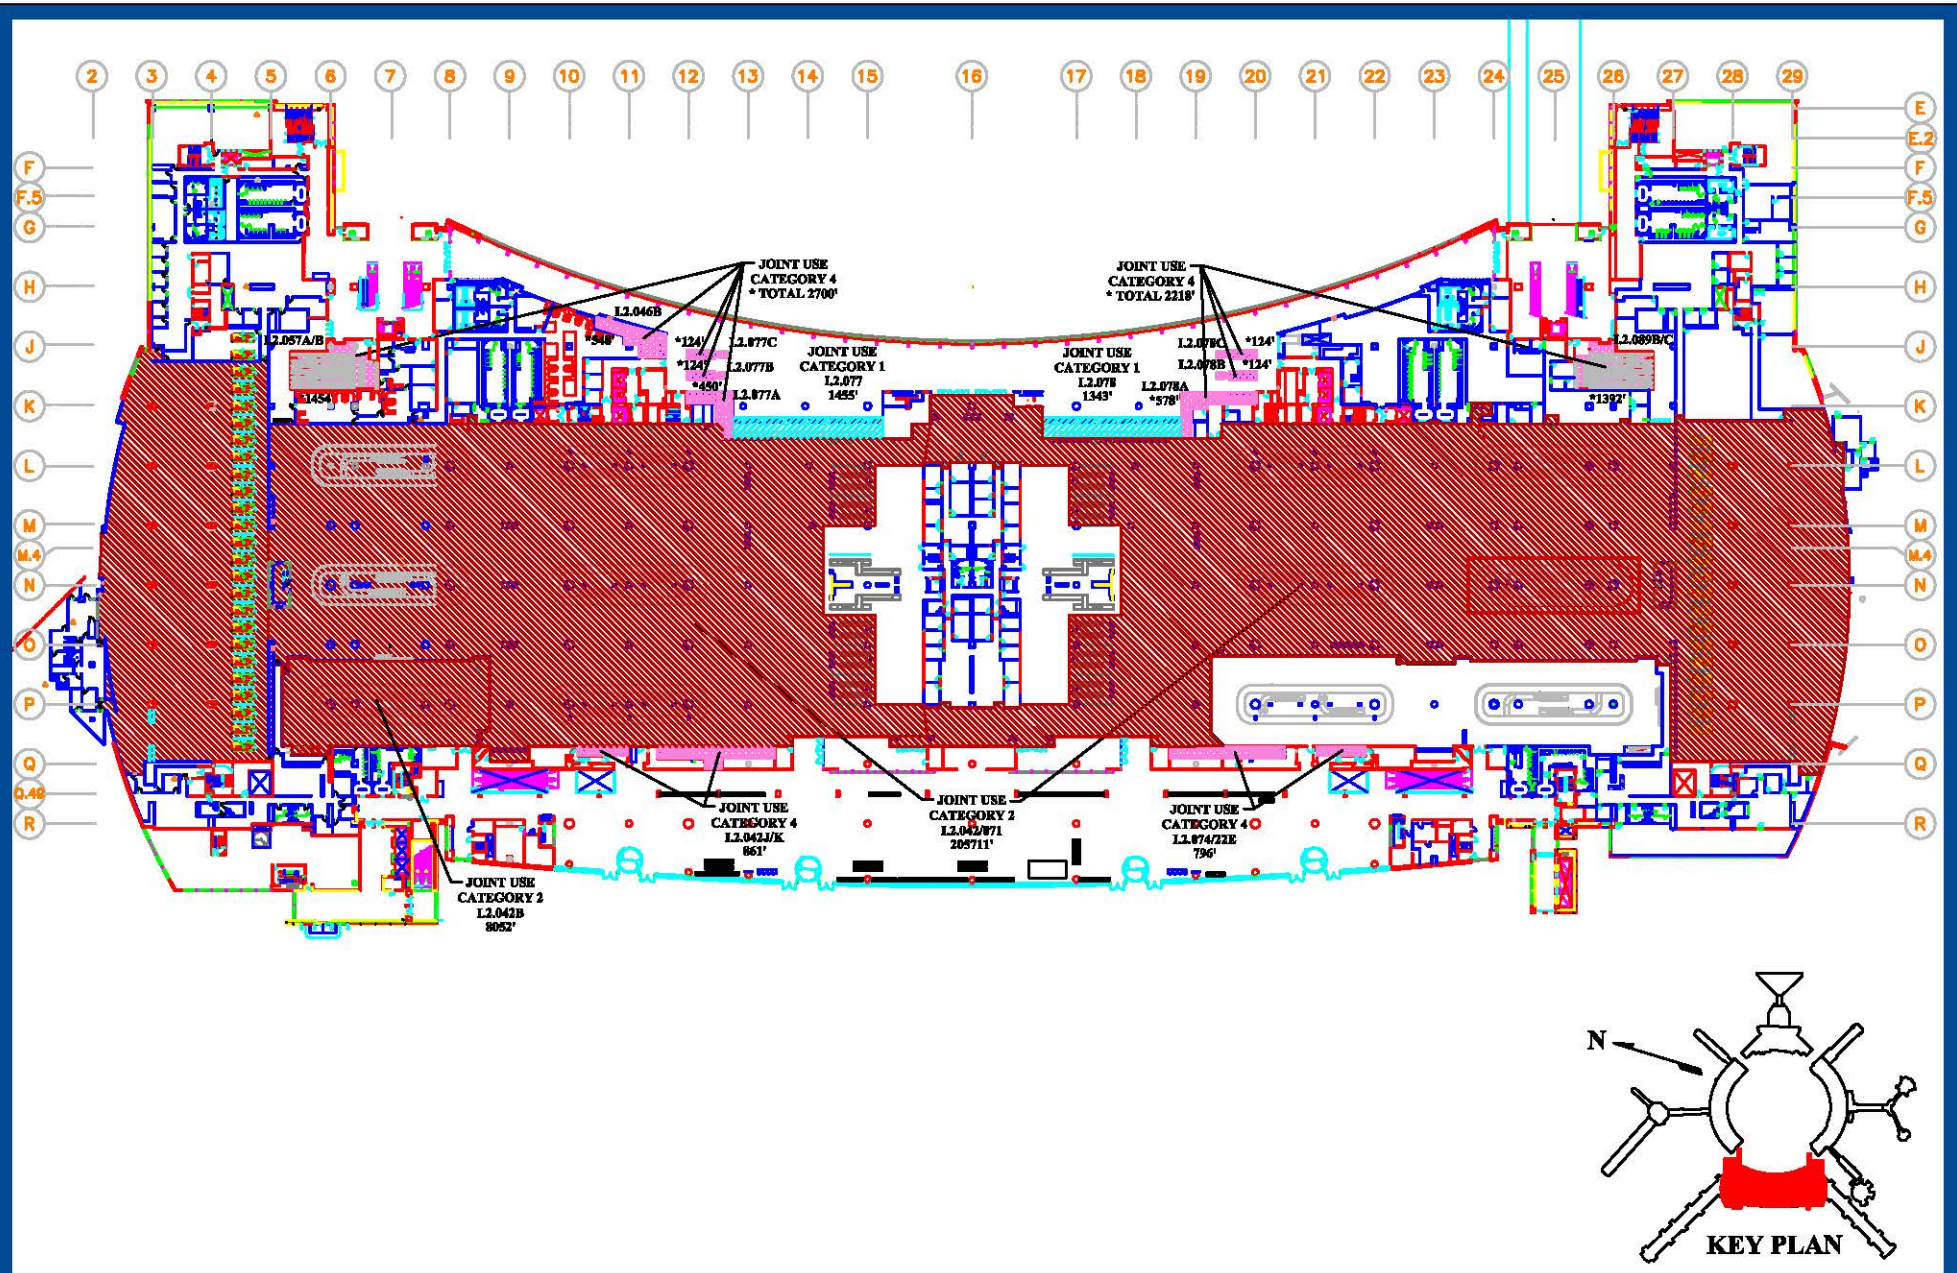 2 3 4 5 6 7 8 9 10 11 12 13 14 15 16 17 18 19 20 21 22 23 24 25 26 27 28 29
E
E.2
F F
F.5 F.5
G G
H H
J J
K K
L L
M M
M.4 M.4
N N
O O
P P
Q Q
Q.49
R R
JOINT USE
CATEGORY 4
* TOTAL 2700'
JOINT USE
CATEGORY 4
* TOTAL 2218'
L2.046B
*548'
L2.057A/B
*1454'
*124'
L2.077C
*124'
L2.077B
*450'
L2.077A
JOINT USE
CATEGORY 1
L2.077
1455'
JOINT USE
CATEGORY 1
L2.078
1343'
L2.078C
*124'
L2.078B
*124'
L2.078A
*578'
L2.089B/C
*1392'
JOINT USE
CATEGORY 4
L2.042J/K
861'
JOINT USE
CATEGORY 2
L2.042/071
205711'
JOINT USE
CATEGORY 4
L2.074/22E
796'
JOINT USE
CATEGORY 2
L2.042B
8052'
N
KEY PLAN